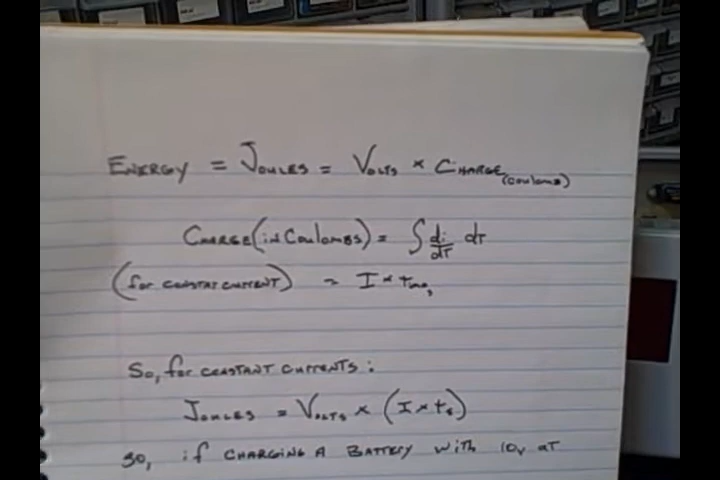 ENERGY = JOULES = VOLTS × CHARGE (COULOMBS)
CHARGE (in COULOMBS) = ∫ di/dT dT
(for CONSTAT CURRENT) = I × time,
So, for CONSTANT CURRENTS:
JOULES = VOLTS × (I × ts)
so, if CHARGING A BATTERY WITH 10V AT